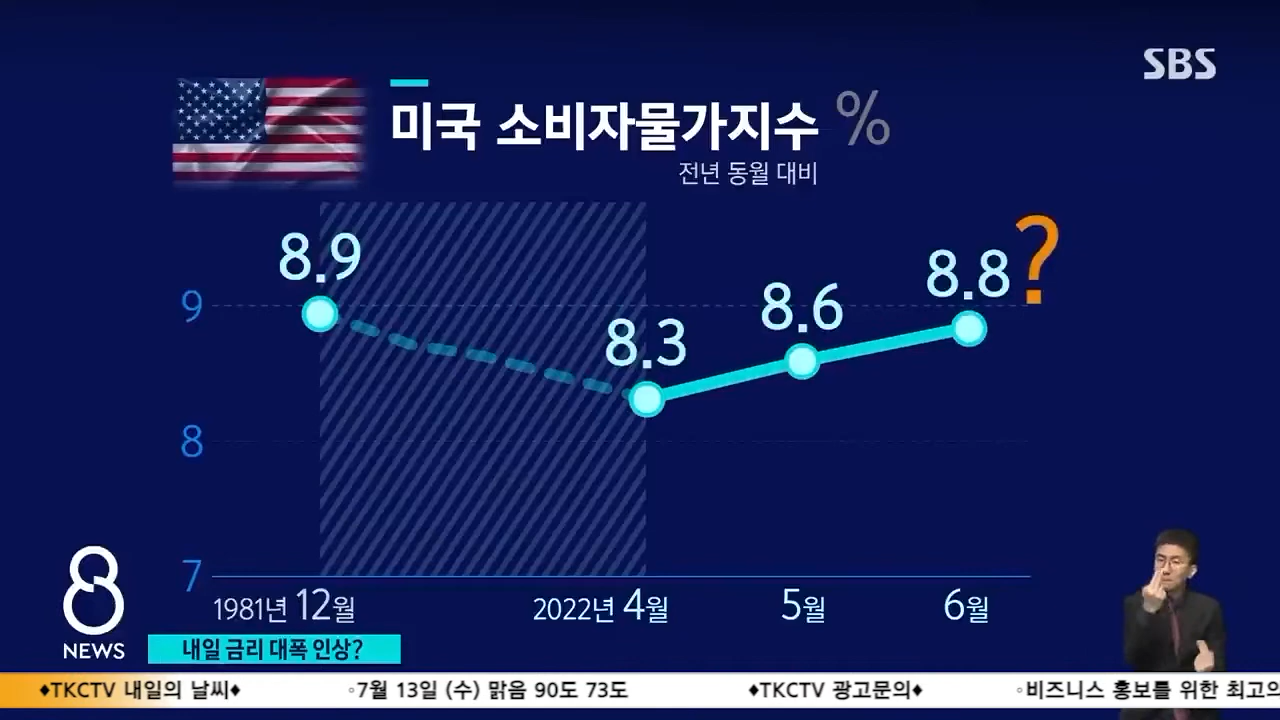 SBS
미국 소비자물가지수 %
전년 동월 대비
8.9
8.3
8.6
8.8?
9
8
7
1981년 12월
2022년 4월
5월
6월
8
NEWS
내일 금리 대폭 인상?
♦TKCTV 내일의 날씨♦ ◦7월 13일 (수) 맑음 90도 73도 ♦TKCTV 광고문의♦ ◦비즈니스 홍보를 위한 최고의